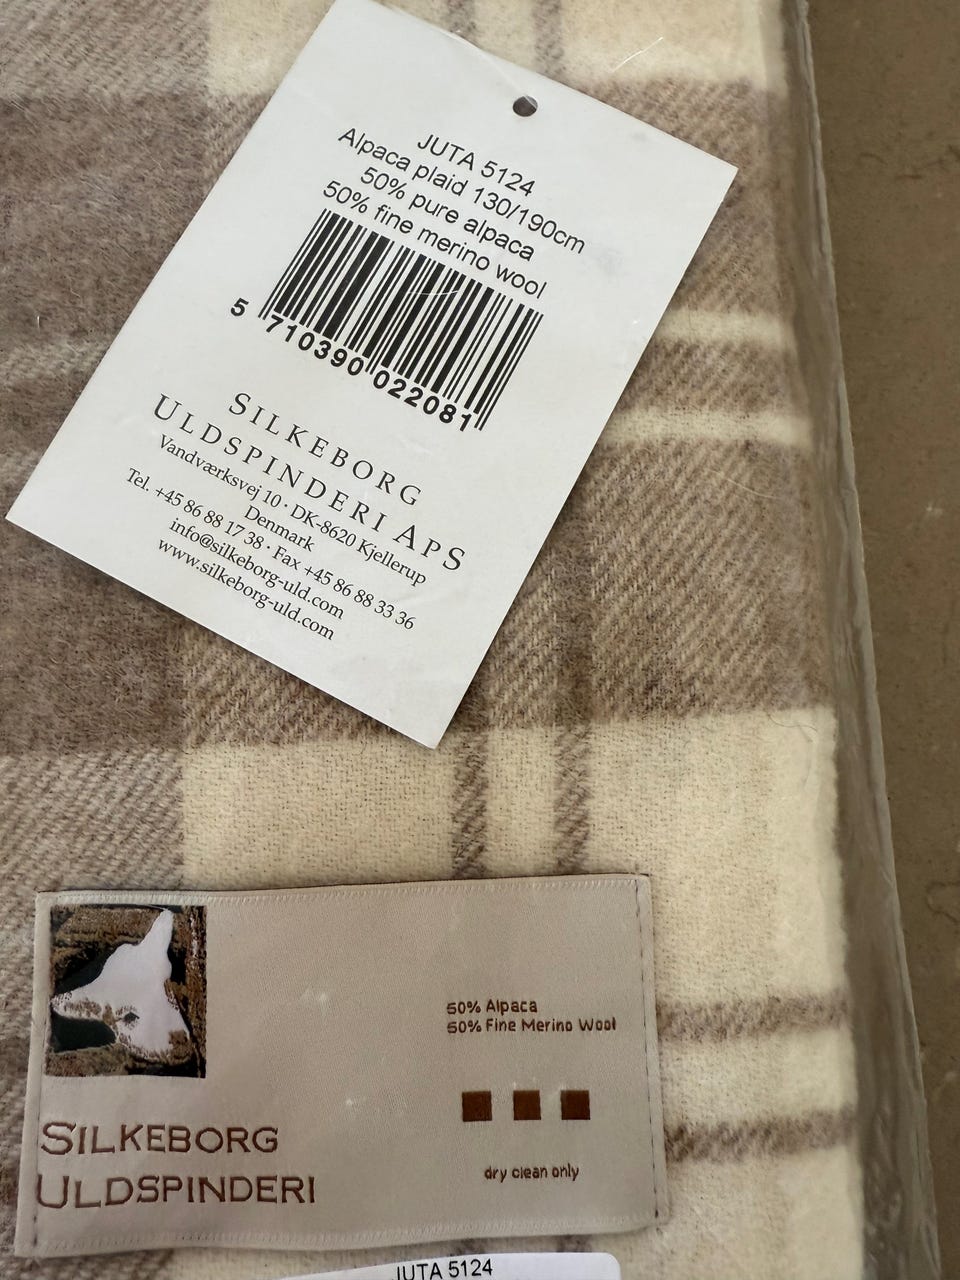 JUTA 5124
Alpaca plaid 130/190cm
50% pure alpaca
50% fine merino wool
5 710390 022081
SILKEBORG
ULDSPINDERI APS
Vandværksvej 10 · DK-8620 Kjellerup
Denmark
Tel. +45 86 88 17 38 · Fax +45 86 88 33 36
info@silkeborg-uld.com
www.silkeborg-uld.com
50% Alpaca
50% Fine Merino Wool
SILKEBORG
ULDSPINDERI
dry clean only
JUTA 5124